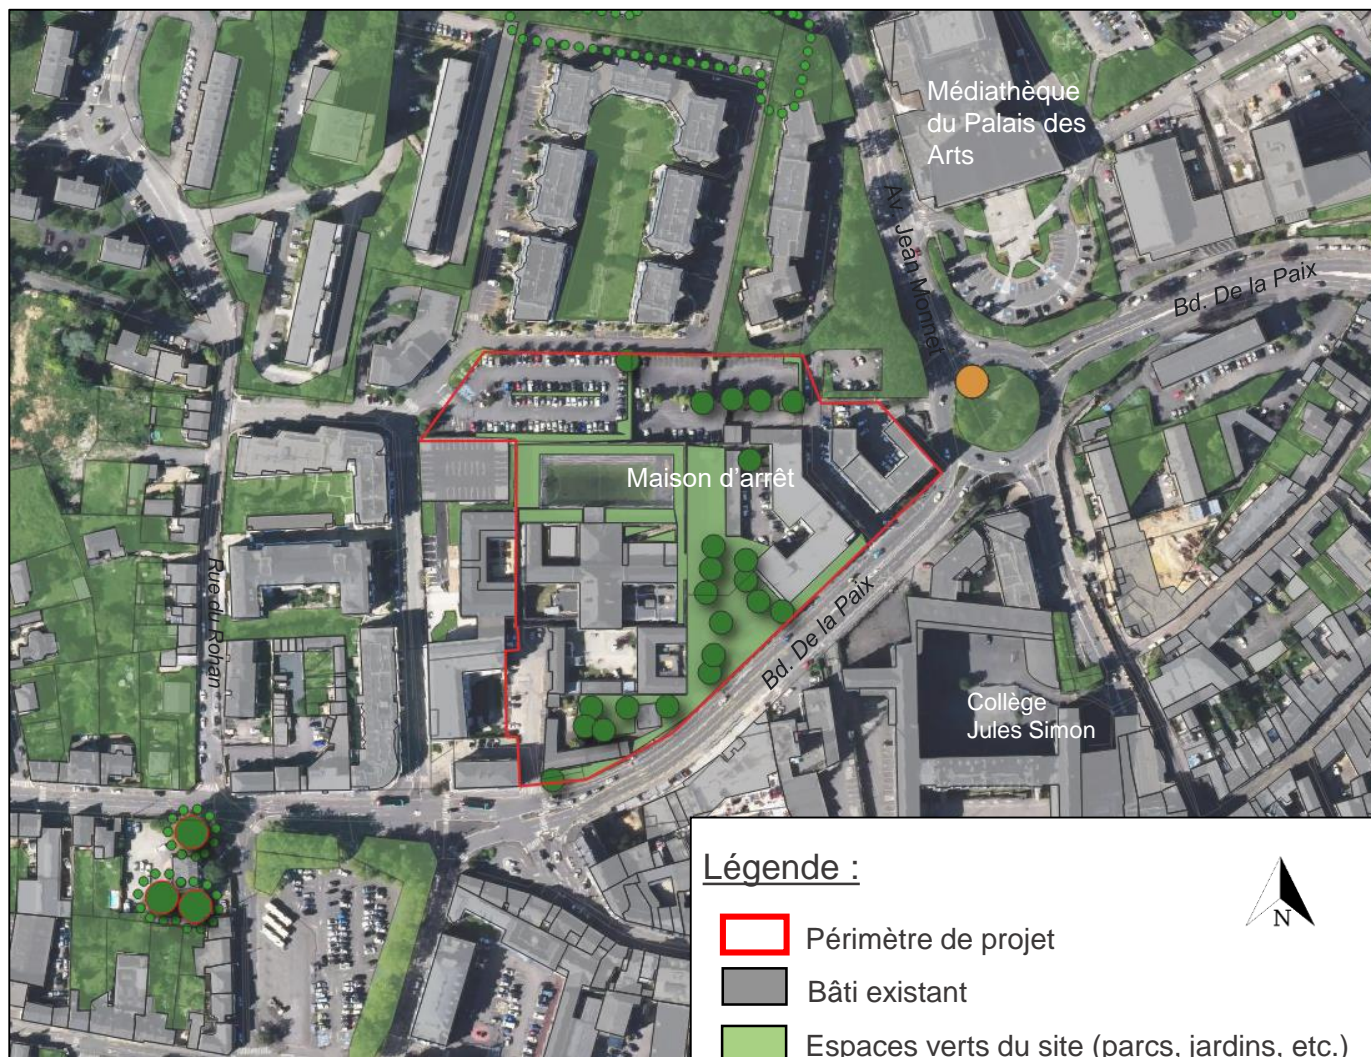 Médiathèque
du Palais des
Arts
Av. Jean Monnet
Bd. De la Paix
Maison d'arrêt
Rue du Rohan
Bd. De la Paix
Collège
Jules Simon
Légende :
N
Périmètre de projet
Bâti existant
Espaces verts du site (parcs, jardins, etc.)